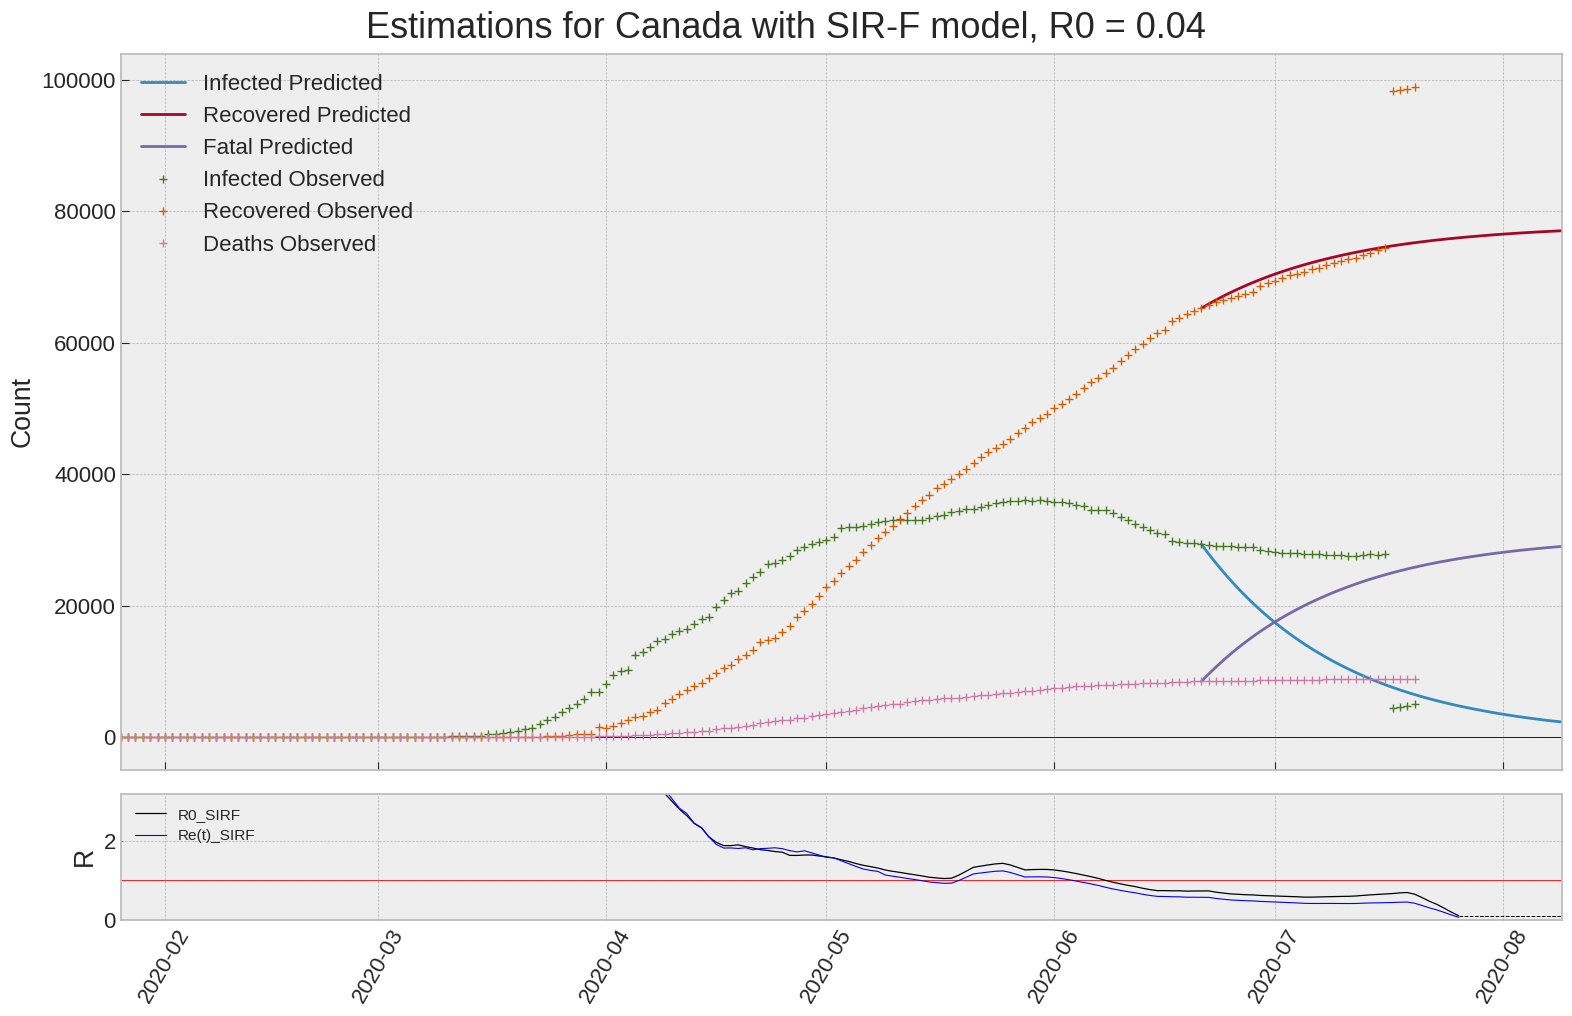 Estimations for Canada with SIR-F model, R0 = 0.04
100000
80000
60000
40000
20000
0
Count
Infected Predicted
Recovered Predicted
Fatal Predicted
Infected Observed
Recovered Observed
Deaths Observed
R0_SIRF
Re(t)_SIRF
2
0
R
2020-02
2020-03
2020-04
2020-05
2020-06
2020-07
2020-08